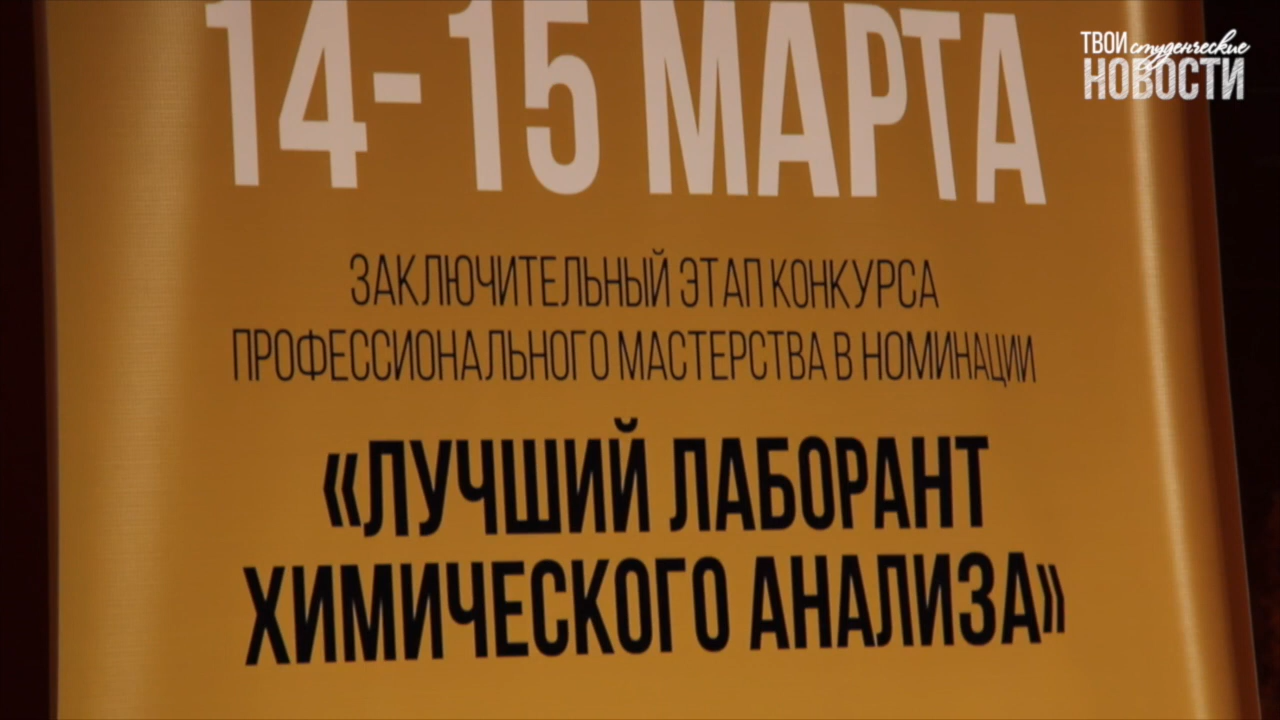 14-15 МАРТА
ЗАКЛЮЧИТЕЛЬНЫЙ ЭТАП КОНКУРСА
ПРОФЕССИОНАЛЬНОГО МАСТЕРСТВА В НОМИНАЦИИ
«ЛУЧШИЙ ЛАБОРАНТ
ХИМИЧЕСКОГО АНАЛИЗА»
ТВОИ студенческие
НОВОСТИ